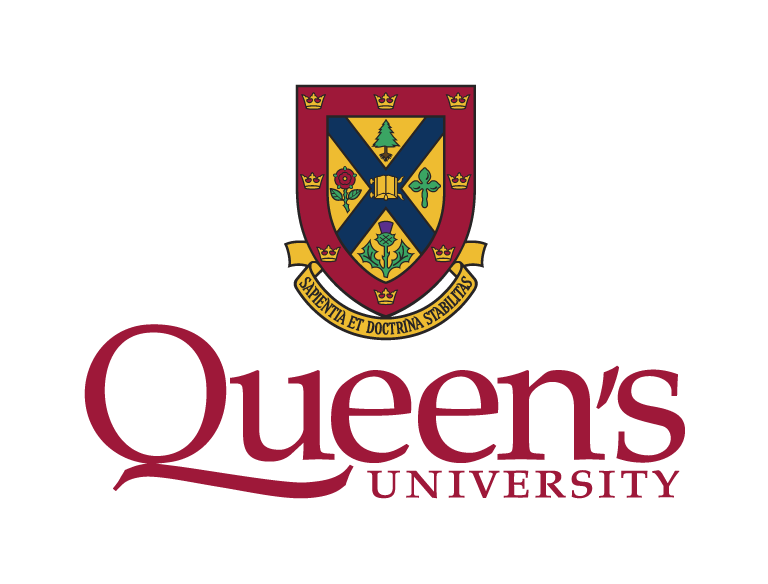 SAPIENTIA ET DOCTRINA STABILITAS
Queen's
UNIVERSITY